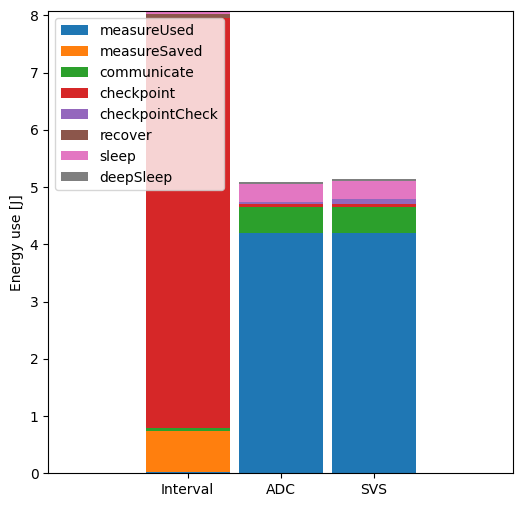 8
7
6
5
4
3
2
1
0
Energy use [J]
measureUsed
measureSaved
communicate
checkpoint
checkpointCheck
recover
sleep
deepSleep
Interval ADC SVS